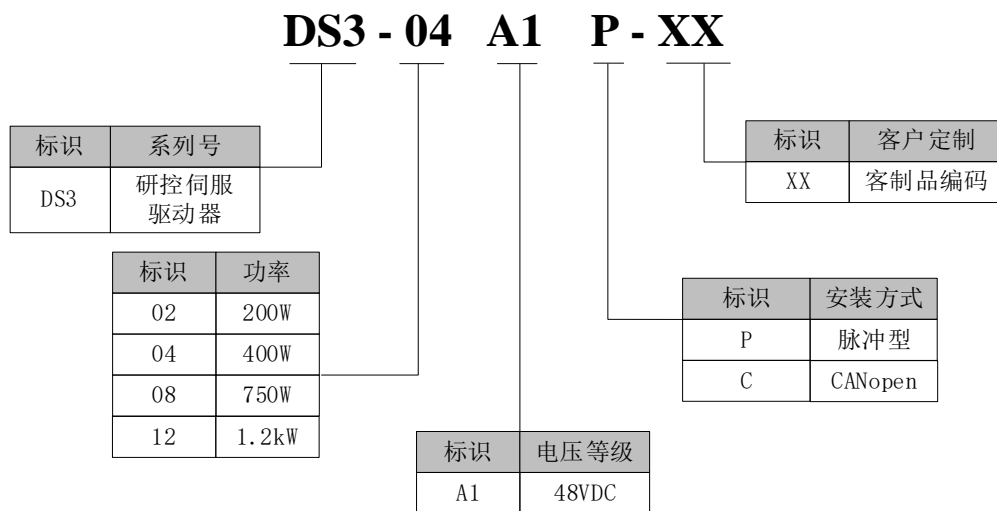 DS3 - 04 A1 P - XX
标识 系列号
DS3 研控伺服
驱动器
标识 客户定制
XX 客制品编码
标识 功率
02 200W
04 400W
08 750W
12 1.2kW
标识 安装方式
P 脉冲型
C CANopen
标识 电压等级
A1 48VDC